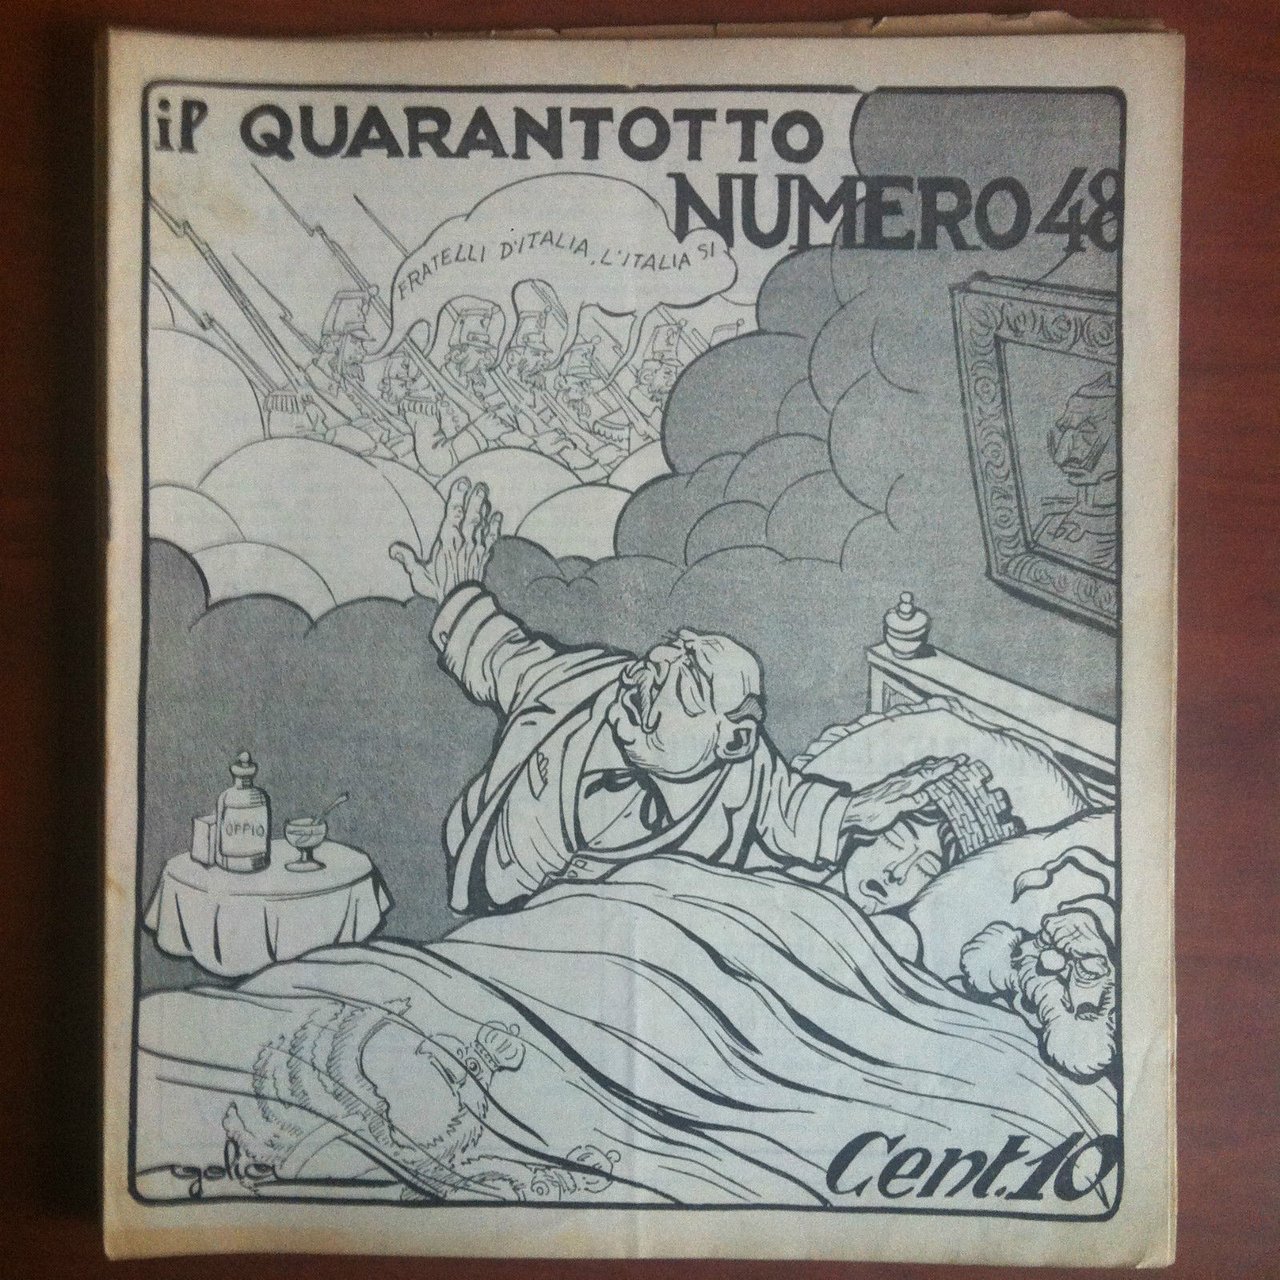 il QUARANTOTTO
NUMERO 48
FRATELLI D'ITALIA, L'ITALIA SI
OPPIO
golia
Cent. 10